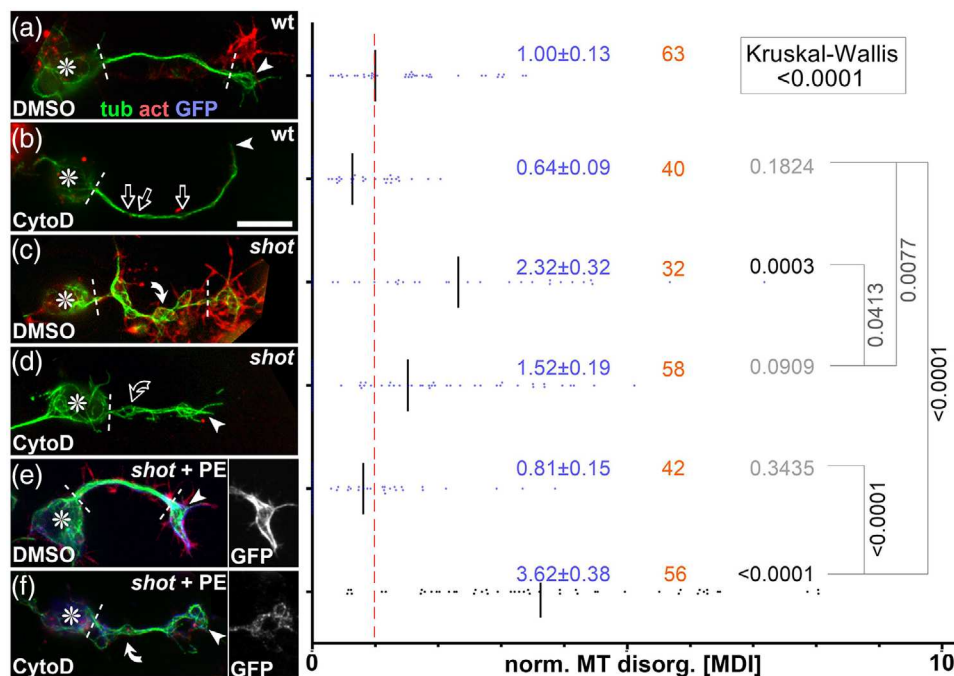 (a) wt
DMSO tub act GFP
(b) wt
CytoD
(c) shot
DMSO
(d) shot
CytoD
(e) shot + PE
DMSO GFP
(f) shot + PE
CytoD GFP
1.00±0.13 63
0.64±0.09 40 0.1824
2.32±0.32 32 0.0003
1.52±0.19 58 0.0909
0.81±0.15 42 0.3435
3.62±0.38 56 <0.0001
Kruskal-Wallis
<0.0001
0.0413
0.0077
<0.0001
<0.0001
0 norm. MT disorg. [MDI] 10